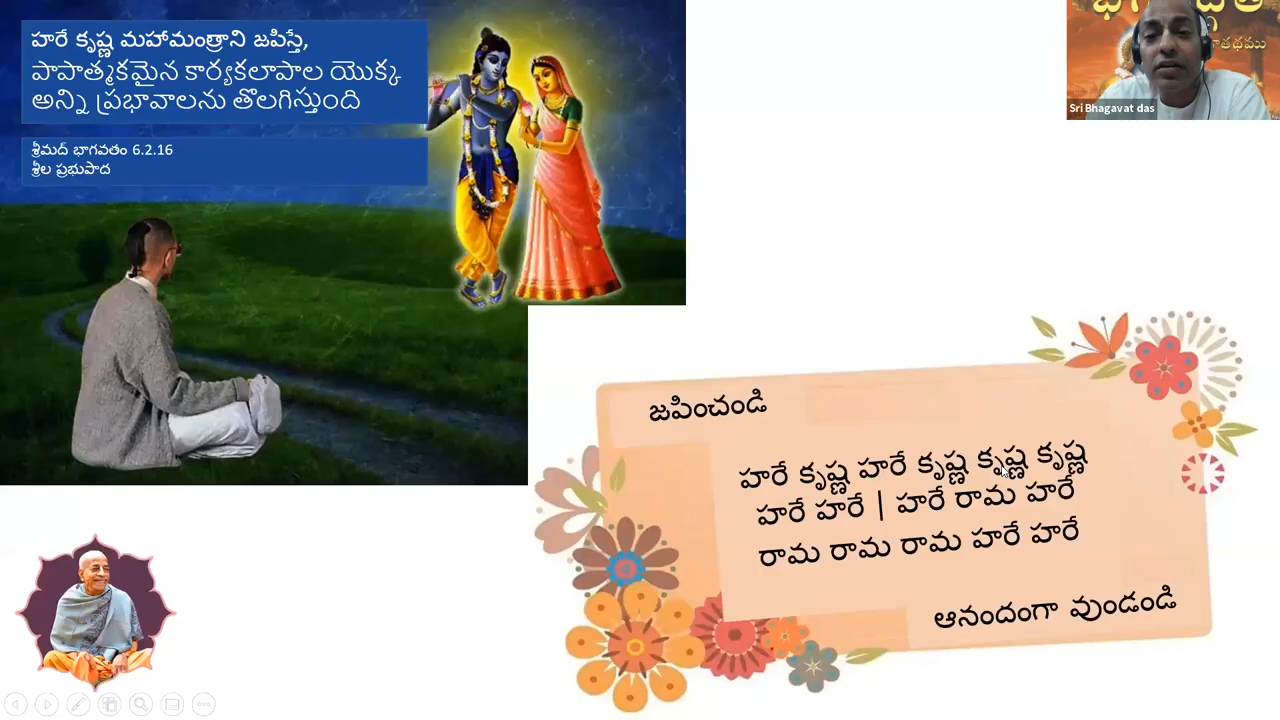 హరే కృష్ణ మహామంత్రాని జపిస్తే,
పాపాత్మకమైన కార్యకలాపాల యొక్క
అన్ని ప్రభావాలను తొలగిస్తుంది
శ్రీమద్ భాగవతం 6.2.16
శ్రీల ప్రభుపాద
Sri Bhagavat das
జపించండి
హరే కృష్ణ హరే కృష్ణ కృష్ణ కృష్ణ
హరే హరే | హరే రామ హరే
రామ రామ రామ హరే హరే
ఆనందంగా వుండండి